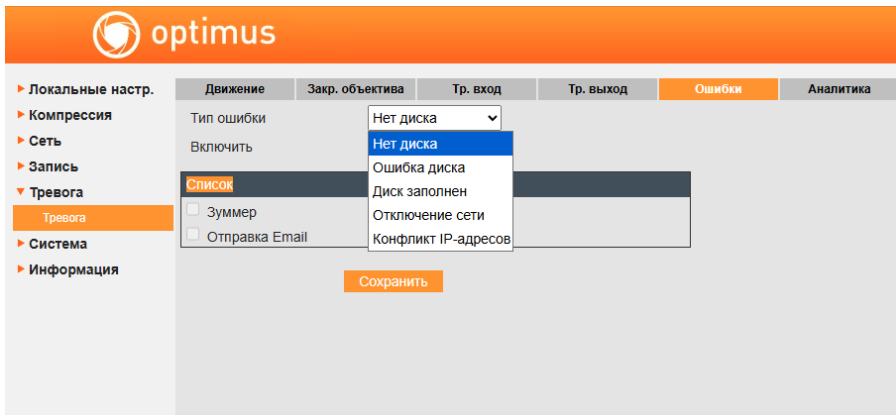 optimus
Локальные настр.
Компрессия
Сеть
Запись
Тревога
Тревога
Система
Информация
Движение Закр. объектива Тр. вход Тр. выход Ошибки Аналитика
Тип ошибки Нет диска
Включить
Нет диска
Ошибка диска
Диск заполнен
Отключение сети
Конфликт IP-адресов
Список
Зуммер
Отправка Email
Сохранить